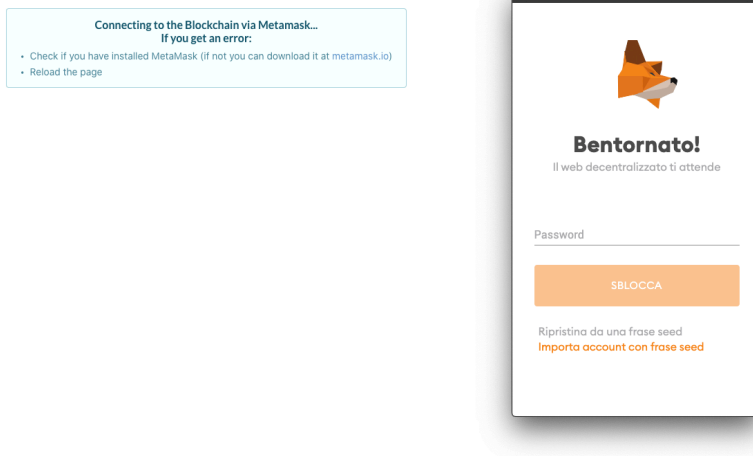 Connecting to the Blockchain via Metamask...
If you get an error:
• Check if you have installed MetaMask (if not you can download it at metamask.io)
• Reload the page
Bentornato!
Il web decentralizzato ti attende
Password
SBLOCCA
Ripristina da una frase seed
Importa account con frase seed